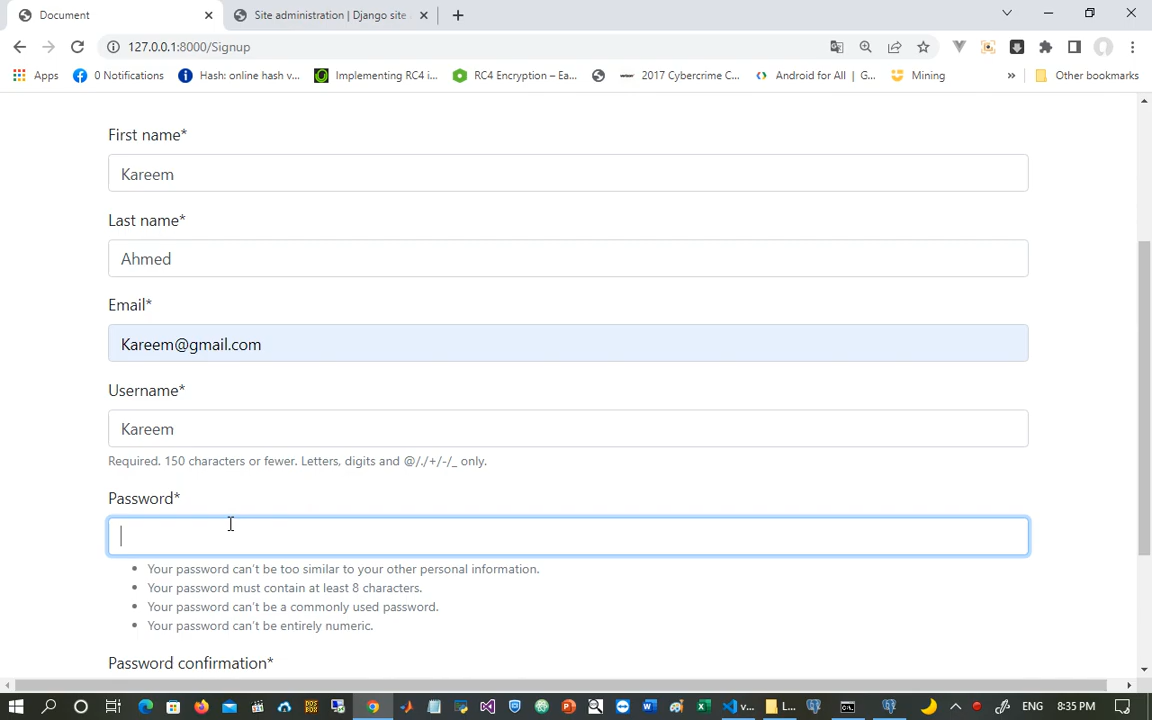 Document
Site administration | Django site
127.0.0.1:8000/Signup
Apps
0 Notifications
Hash: online hash v...
Implementing RC4 i...
RC4 Encryption – Ea...
2017 Cybercrime C...
Android for All | G...
Mining
»
Other bookmarks
First name*
Kareem
Last name*
Ahmed
Email*
Kareem@gmail.com
Username*
Kareem
Required. 150 characters or fewer. Letters, digits and @/./+/-/_ only.
Password*
Your password can't be too similar to your other personal information.
Your password must contain at least 8 characters.
Your password can't be a commonly used password.
Your password can't be entirely numeric.
Password confirmation*
v...
L...
ENG
8:35 PM